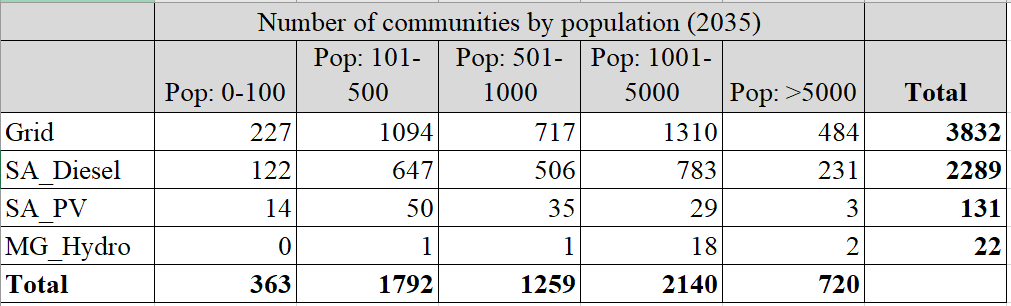 Number of communities by population (2035)
Pop: 0-100 Pop: 101-500 Pop: 501-1000 Pop: 1001-5000 Pop: >5000 Total
Grid 227 1094 717 1310 484 3832
SA_Diesel 122 647 506 783 231 2289
SA_PV 14 50 35 29 3 131
MG_Hydro 0 1 1 18 2 22
Total 363 1792 1259 2140 720